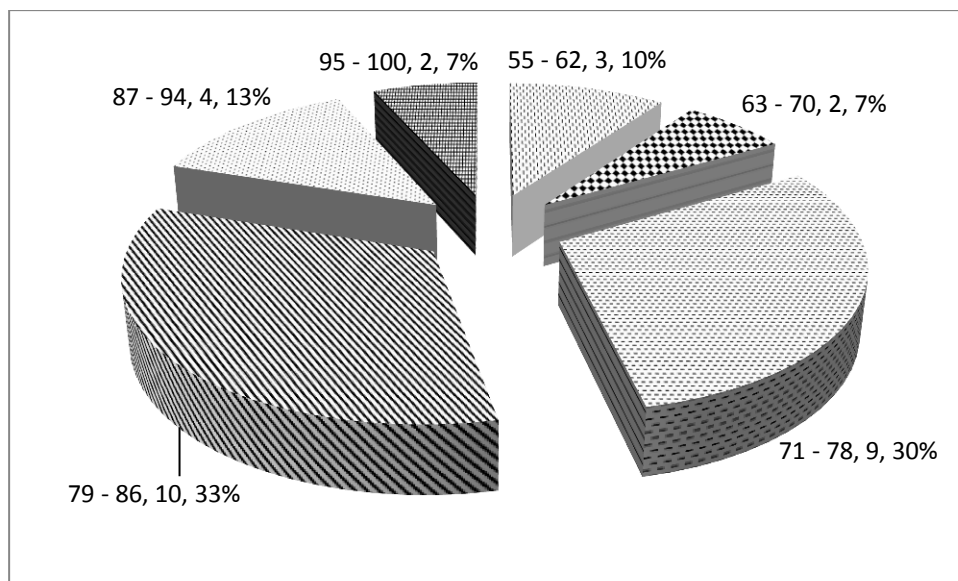 95 - 100, 2, 7%
55 - 62, 3, 10%
87 - 94, 4, 13%
63 - 70, 2, 7%
71 - 78, 9, 30%
79 - 86, 10, 33%